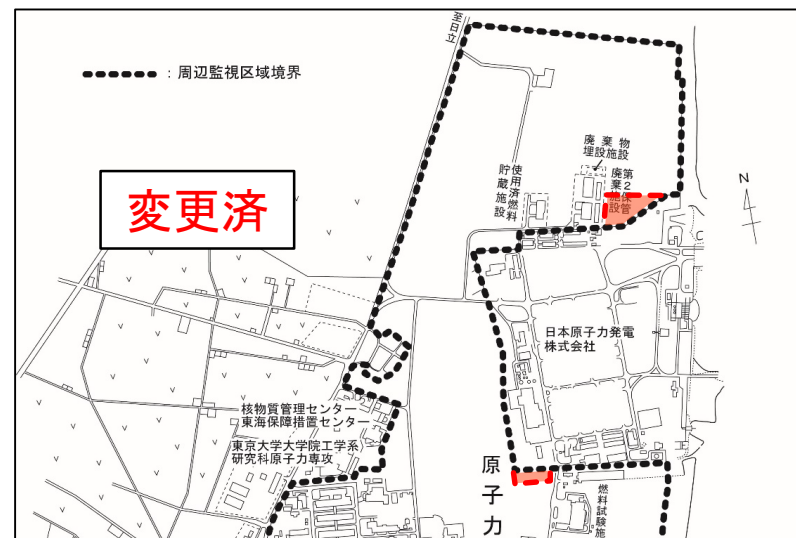 至日立
：周辺監視区域境界
変更済
N
廃棄物
埋設施設
使用済燃料
貯蔵施設
第2保管
廃棄施設
日本原子力発電
株式会社
核物質管理センター
東海保障措置センター
東京大学大学院工学系
研究科原子力専攻
原子力
燃料試験施